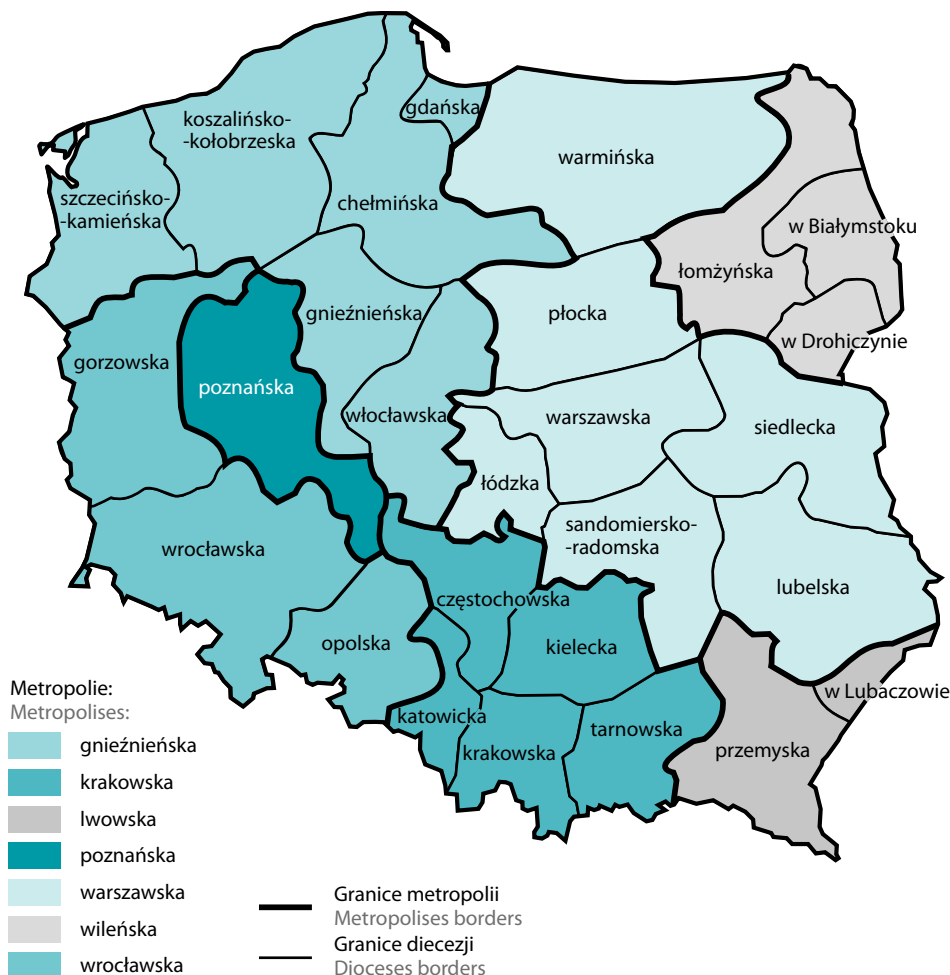 gdańska
koszalińsko-
-kołobrzeska
warmińska
szczecińsko-
-kamieńska
chełmińska
w Białymstoku
łomżyńska
gnieźnieńska
płocka
w Drohiczynie
gorzowska
poznańska
włocławska
warszawska
siedlecka
łódzka
sandomiersko-
-radomska
wrocławska
lubelska
częstochowska
opolska
kielecka
w Lubaczowie
katowicka
krakowska
tarnowska
przemyska
Metropolie:
Metropolises:
gnieźnieńska
krakowska
lwowska
poznańska
warszawska
wileńska
wrocławska
Granice metropolii
Metropolises borders
Granice diecezji
Dioceses borders